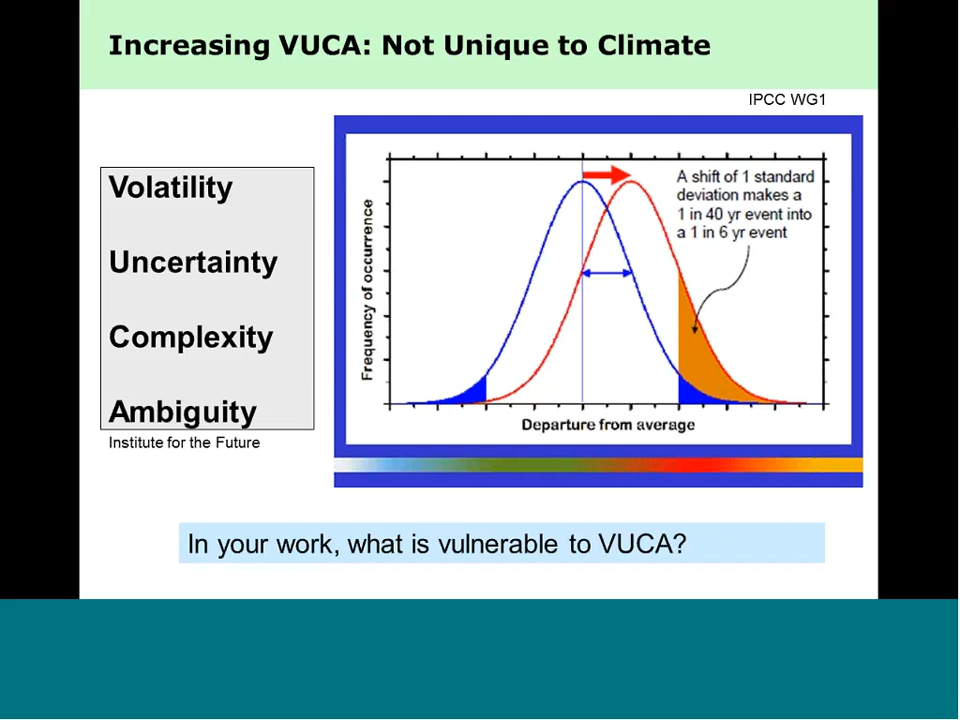 Increasing VUCA: Not Unique to Climate
IPCC WG1
Volatility
Uncertainty
Complexity
Ambiguity
Institute for the Future
A shift of 1 standard
deviation makes a
1 in 40 yr event into
a 1 in 6 yr event
Frequency of occurrence
Departure from average
In your work, what is vulnerable to VUCA?